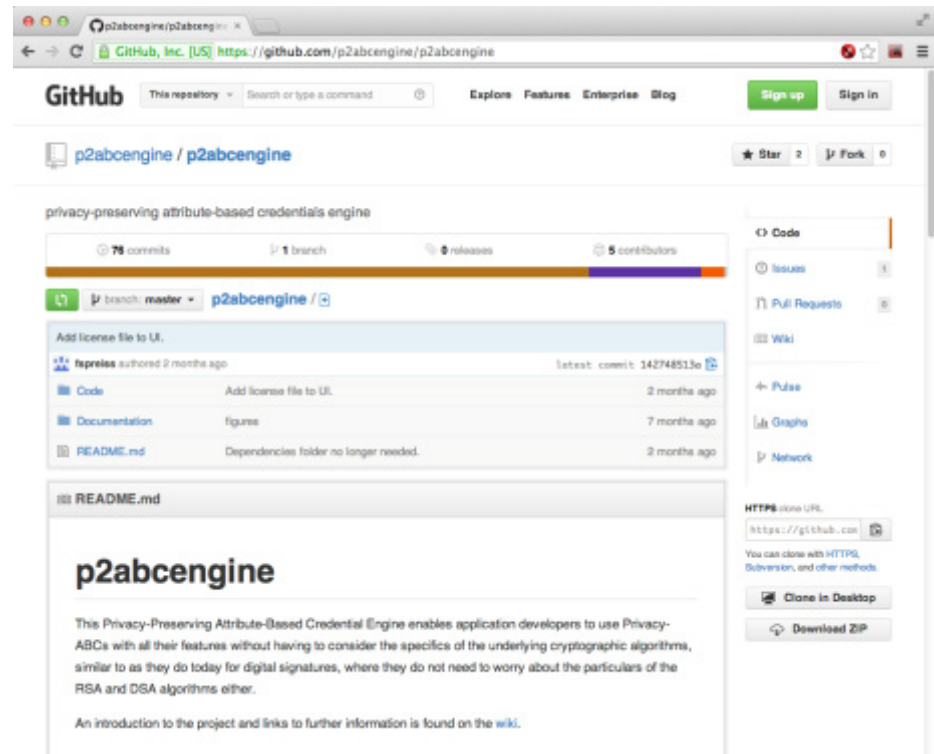 p2abcengine/p2abcengine
GitHub, Inc. [US] https://github.com/p2abcengine/p2abcengine
GitHub This repository Search or type a command Explore Features Enterprise Blog Sign up Sign in
p2abcengine / p2abcengine Star 2 Fork 0
privacy-preserving attribute-based credentials engine
76 commits 1 branch 0 releases 5 contributors
branch: master p2abcengine /
Add license file to UI.
fspreiss authored 2 months ago latest commit 142748513e
Code Add license file to UI. 2 months ago
Documentation figures 7 months ago
README.md Dependencies folder no longer needed. 2 months ago
README.md
p2abcengine
This Privacy-Preserving Attribute-Based Credential Engine enables application developers to use Privacy-
ABCs with all their features without having to consider the specifics of the underlying cryptographic algorithms,
similar to as they do today for digital signatures, where they do not need to worry about the particulars of the
RSA and DSA algorithms either.
An introduction to the project and links to further information is found on the wiki.
Code
Issues 1
Pull Requests 0
Wiki
Pulse
Graphs
Network
HTTPS clone URL
https://github.com
You can clone with HTTPS,
Subversion, and other methods.
Clone in Desktop
Download ZIP